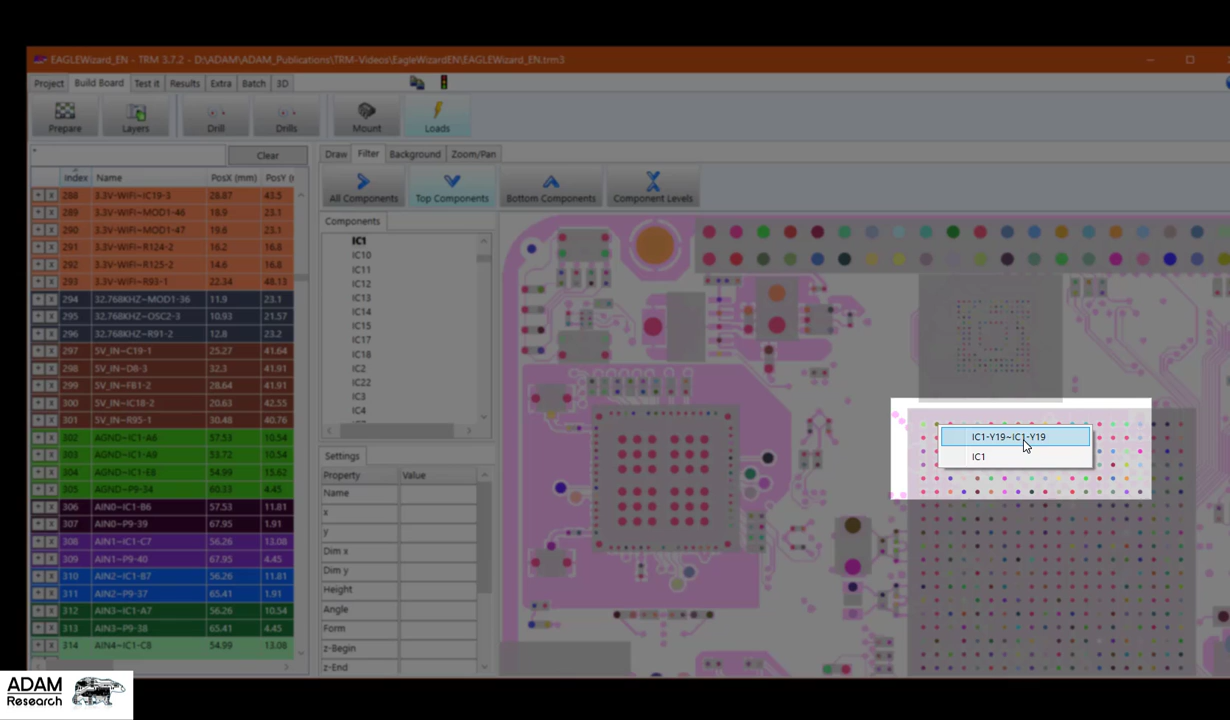 EAGLEWizard_EN - TRM 3.7.2 - D:\ADAM\ADAM_Publications\TRM-Videos\EagleWizardEN\EAGLEWizard_EN.trm3
Project Build Board Test it Results Extra Batch 3D
Prepare Layers Drill Drills Mount Loads
* Clear
Draw Filter Background Zoom/Pan
Index Name PosX (mm) PosY (
All Components Top Components Bottom Components Component Levels
288 3.3V-WIFI~IC19-3 28.87 43.5
289 3.3V-WIFI~MOD1-46 18.9 23.1
290 3.3V-WIFI~MOD1-47 19.6 23.1
291 3.3V-WIFI~R124-2 16.2 16.8
292 3.3V-WIFI~R125-2 14.6 16.8
293 3.3V-WIFI~R93-1 22.34 48.13
294 32.768KHZ~MOD1-36 11.9 23.1
295 32.768KHZ~OSC2-3 10.93 21.57
296 32.768KHZ~R91-2 12.8 23.2
297 5V_IN~C19-1 25.27 41.64
298 5V_IN~D8-3 32.3 41.91
299 5V_IN~FB1-2 28.64 41.91
300 5V_IN~IC18-2 20.63 42.55
301 5V_IN~R95-1 30.48 40.76
302 AGND~IC1-A6 57.53 10.54
303 AGND~IC1-A9 53.72 10.54
304 AGND~IC1-E8 54.99 15.62
305 AGND~P9-34 60.33 4.45
306 AIN0~IC1-B6 57.53 11.81
307 AIN0~P9-39 67.95 1.91
308 AIN1~IC1-C7 56.26 13.08
309 AIN1~P9-40 67.95 4.45
310 AIN2~IC1-B7 56.26 11.81
311 AIN2~P9-37 65.41 1.91
312 AIN3~IC1-A7 56.26 10.54
313 AIN3~P9-38 65.41 4.45
314 AIN4~IC1-C8 54.99 13.08
Components
IC1
IC10
IC11
IC12
IC13
IC14
IC15
IC17
IC18
IC2
IC22
IC3
IC4
Settings
Property Value
Name
x
y
Dim x
Dim y
Height
Angle
Form
z-Begin
z-End
IC1-Y19~IC1-Y19
IC1
ADAM
Research